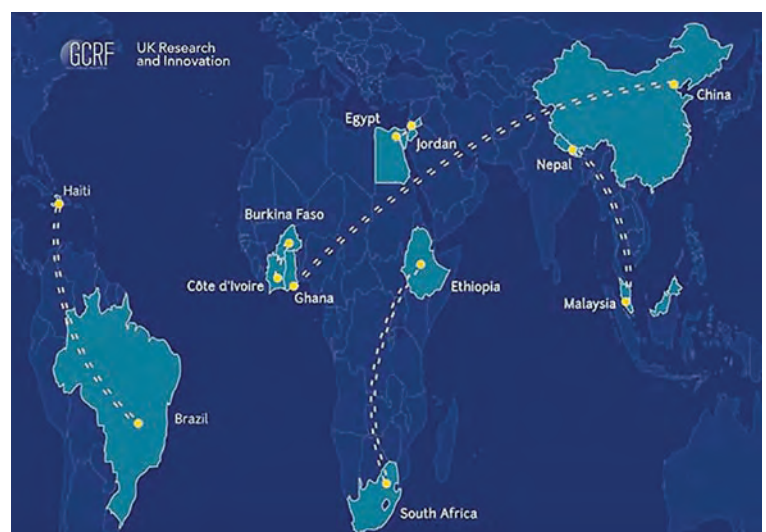 GCRF
UK Research
and Innovation
China
Egypt
Jordan
Nepal
Haiti
Burkina Faso
Côte d'Ivoire
Ghana
Ethiopia
Malaysia
Brazil
South Africa